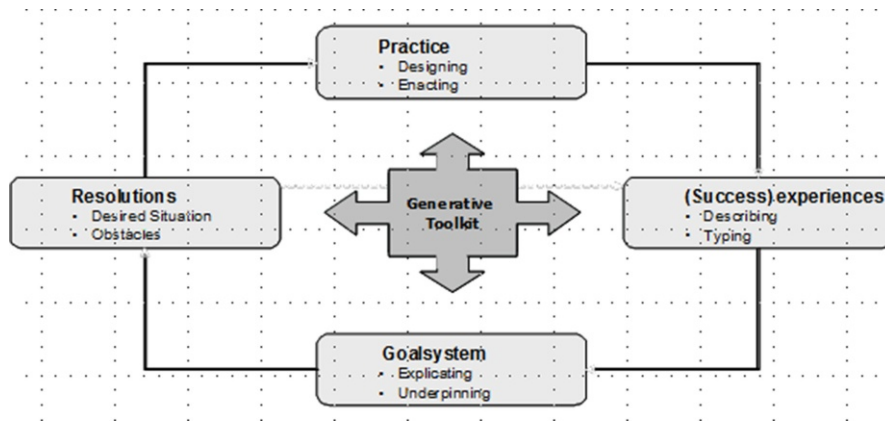 Practice
• Designing
• Enacting
Resolutions
• Desired Situation
• Obstacles
Generative
Toolkit
(Success) experiences
• Describing
• Typing
Goalsystem
• Explicating
• Underpinning